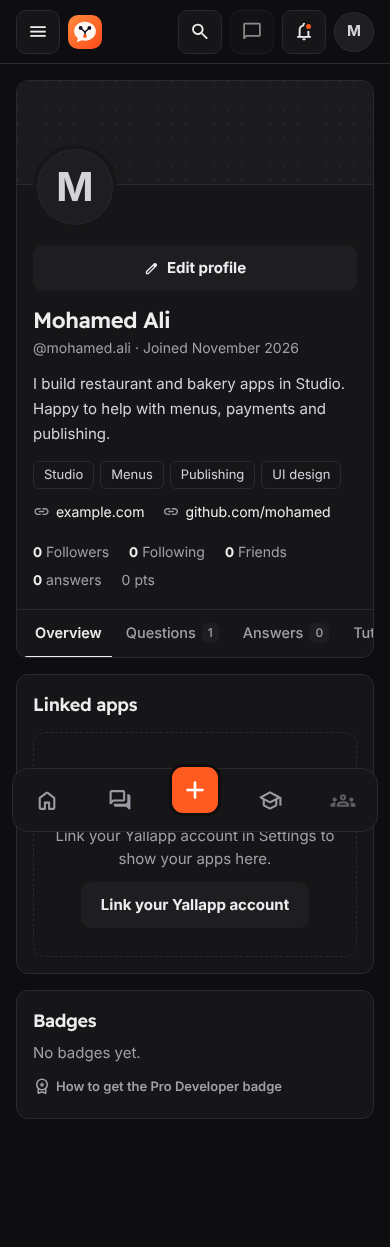 M
M
Edit profile
Mohamed Ali
@mohamed.ali · Joined November 2026
I build restaurant and bakery apps in Studio.
Happy to help with menus, payments and
publishing.
Studio Menus Publishing UI design
example.com github.com/mohamed
0 Followers 0 Following 0 Friends
0 answers 0 pts
Overview Questions 1 Answers 0 Tut
Linked apps
Link your Yallapp account in Settings to
show your apps here.
Link your Yallapp account
Badges
No badges yet.
How to get the Pro Developer badge